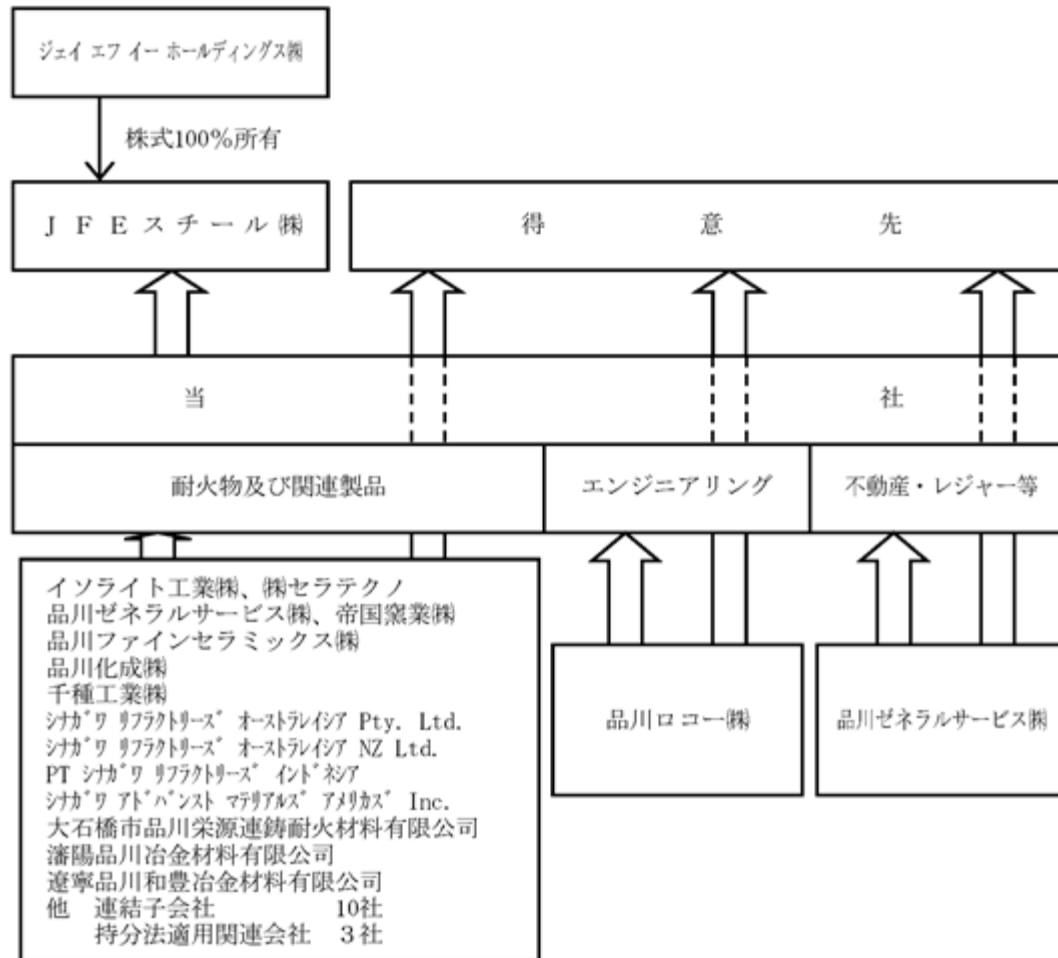 ジェイ エフ イー ホールディングス㈱
株式100％所有
ＪＦＥスチール㈱
得意先
当社
耐火物及び関連製品
エンジニアリング
不動産・レジャー等
イソライト工業㈱、㈱セラテクノ
品川ゼネラルサービス㈱、帝国窯業㈱
品川ファインセラミックス㈱
品川化成㈱
千種工業㈱
ｼﾅｶﾞﾜ ﾘﾌﾗｸﾄﾘｰｽﾞ ｵｰｽﾄﾗﾚｲｼｱ Pty. Ltd.
ｼﾅｶﾞﾜ ﾘﾌﾗｸﾄﾘｰｽﾞ ｵｰｽﾄﾗﾚｲｼｱ NZ Ltd.
PT ｼﾅｶﾞﾜ ﾘﾌﾗｸﾄﾘｰｽﾞ ｲﾝﾄﾞﾈｼｱ
ｼﾅｶﾞﾜ ｱﾄﾞﾊﾞﾝｽﾄ ﾏﾃﾘｱﾙｽﾞ ｱﾒﾘｶｽﾞ Inc.
大石橋市品川栄源連鋳耐火材料有限公司
瀋陽品川冶金材料有限公司
遼寧品川和豊冶金材料有限公司
他　連結子会社　10社
持分法適用関連会社　３社
品川ロコー㈱
品川ゼネラルサービス㈱